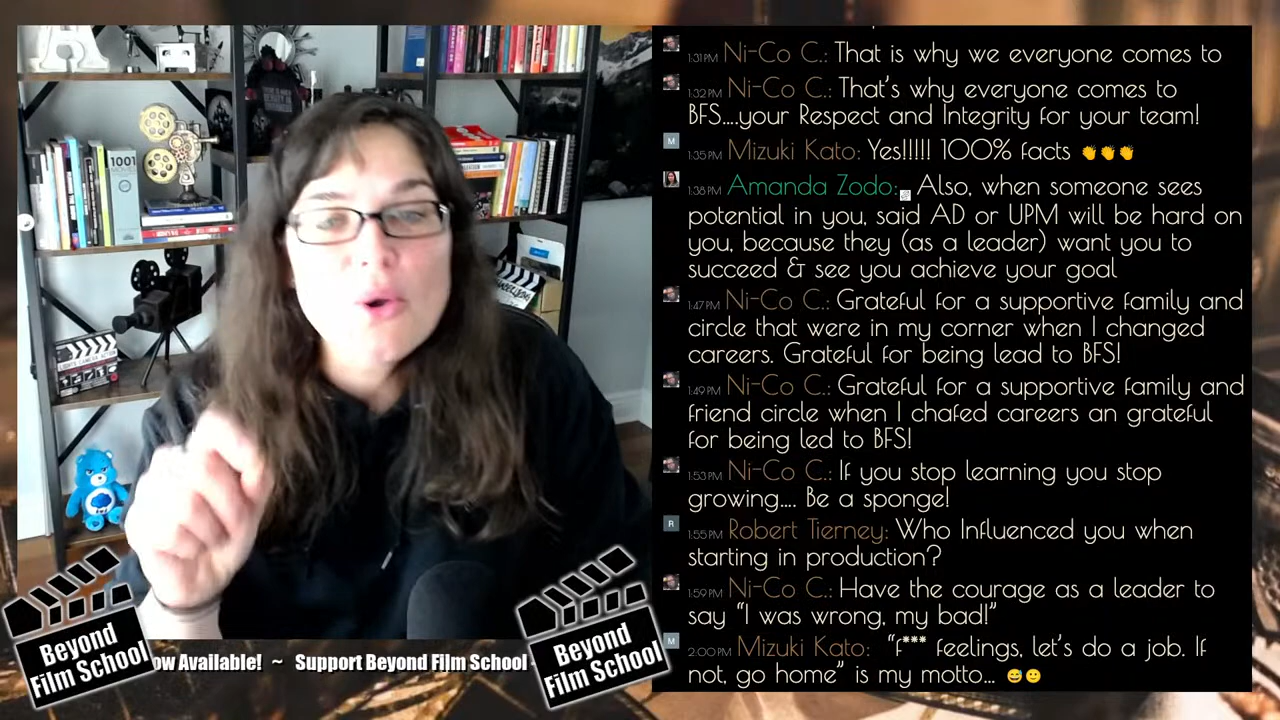 1:31 PM Ni-Co C.: That is why we everyone comes to
1:32 PM Ni-Co C.: That's why everyone comes to
BFS....your Respect and Integrity for your team!
M
1:35 PM Mizuki Kato: Yes!!!!! 100% facts 👏👏👏
1:38 PM Amanda Zodo: Also, when someone sees
potential in you, said AD or UPM will be hard on
you, because they (as a leader) want you to
succeed & see you achieve your goal
1:47 PM Ni-Co C.: Grateful for a supportive family and
circle that were in my corner when I changed
careers. Grateful for being lead to BFS!
1:49 PM Ni-Co C.: Grateful for a supportive family and
friend circle when I chafed careers an grateful
for being led to BFS!
1:53 PM Ni-Co C.: If you stop learning you stop
growing.... Be a sponge!
R
1:55 PM Robert Tierney: Who Influenced you when
starting in production?
1:59 PM Ni-Co C.: Have the courage as a leader to
say "I was wrong, my bad!"
M
2:00 PM Mizuki Kato: "f*** feelings, let's do a job. If
not, go home" is my motto... 😅🙂
A
1001
Beyond
Film School
ow Available! ~ Support Beyond Film School
Beyond
Film School